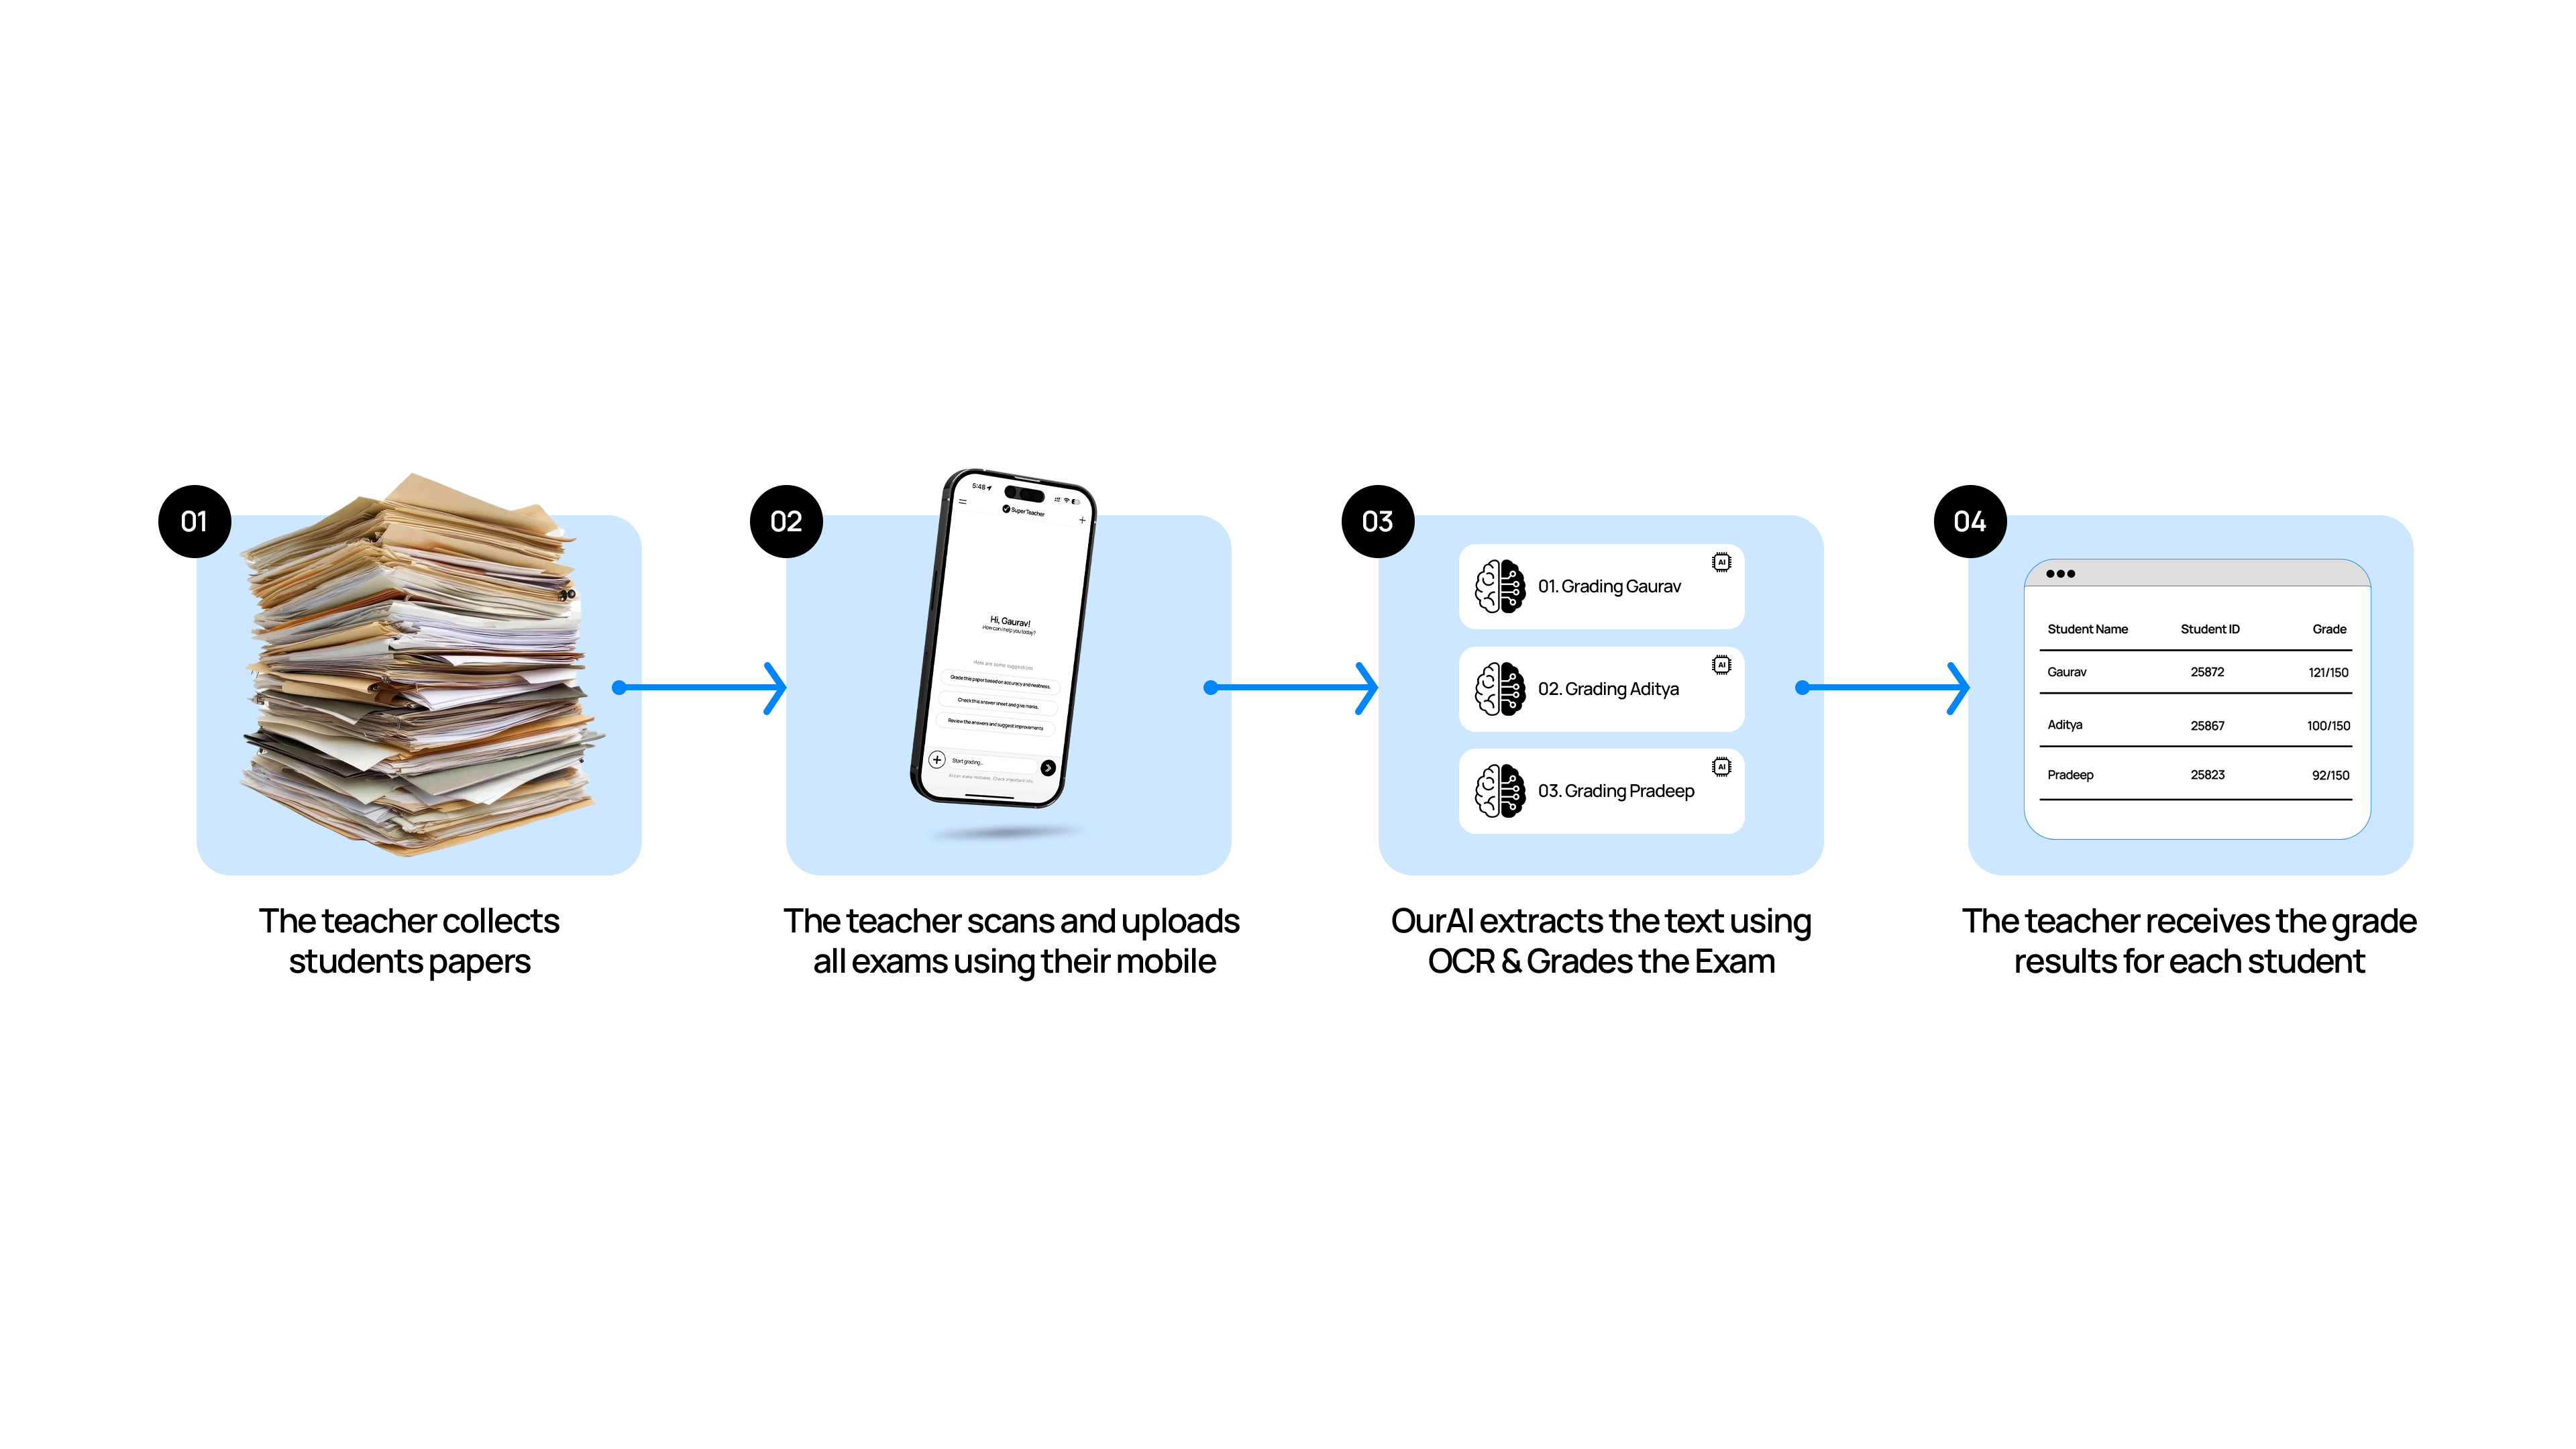 01
The teacher collects
students papers
02
5:48
SuperTeacher
Hi, Gaurav!
How can I help you today?
Here are some suggestions
Grade this paper based on accuracy and neatness.
Check this answer sheet and give marks.
Review the answers and suggest improvements
Start grading..
AI can make mistakes. Check important info.
The teacher scans and uploads
all exams using their mobile
03
AI
01. Grading Gaurav
AI
02. Grading Aditya
AI
03. Grading Pradeep
OurAI extracts the text using
OCR & Grades the Exam
04
Student Name Student ID Grade
Gaurav 25872 121/150
Aditya 25867 100/150
Pradeep 25823 92/150
The teacher receives the grade
results for each student